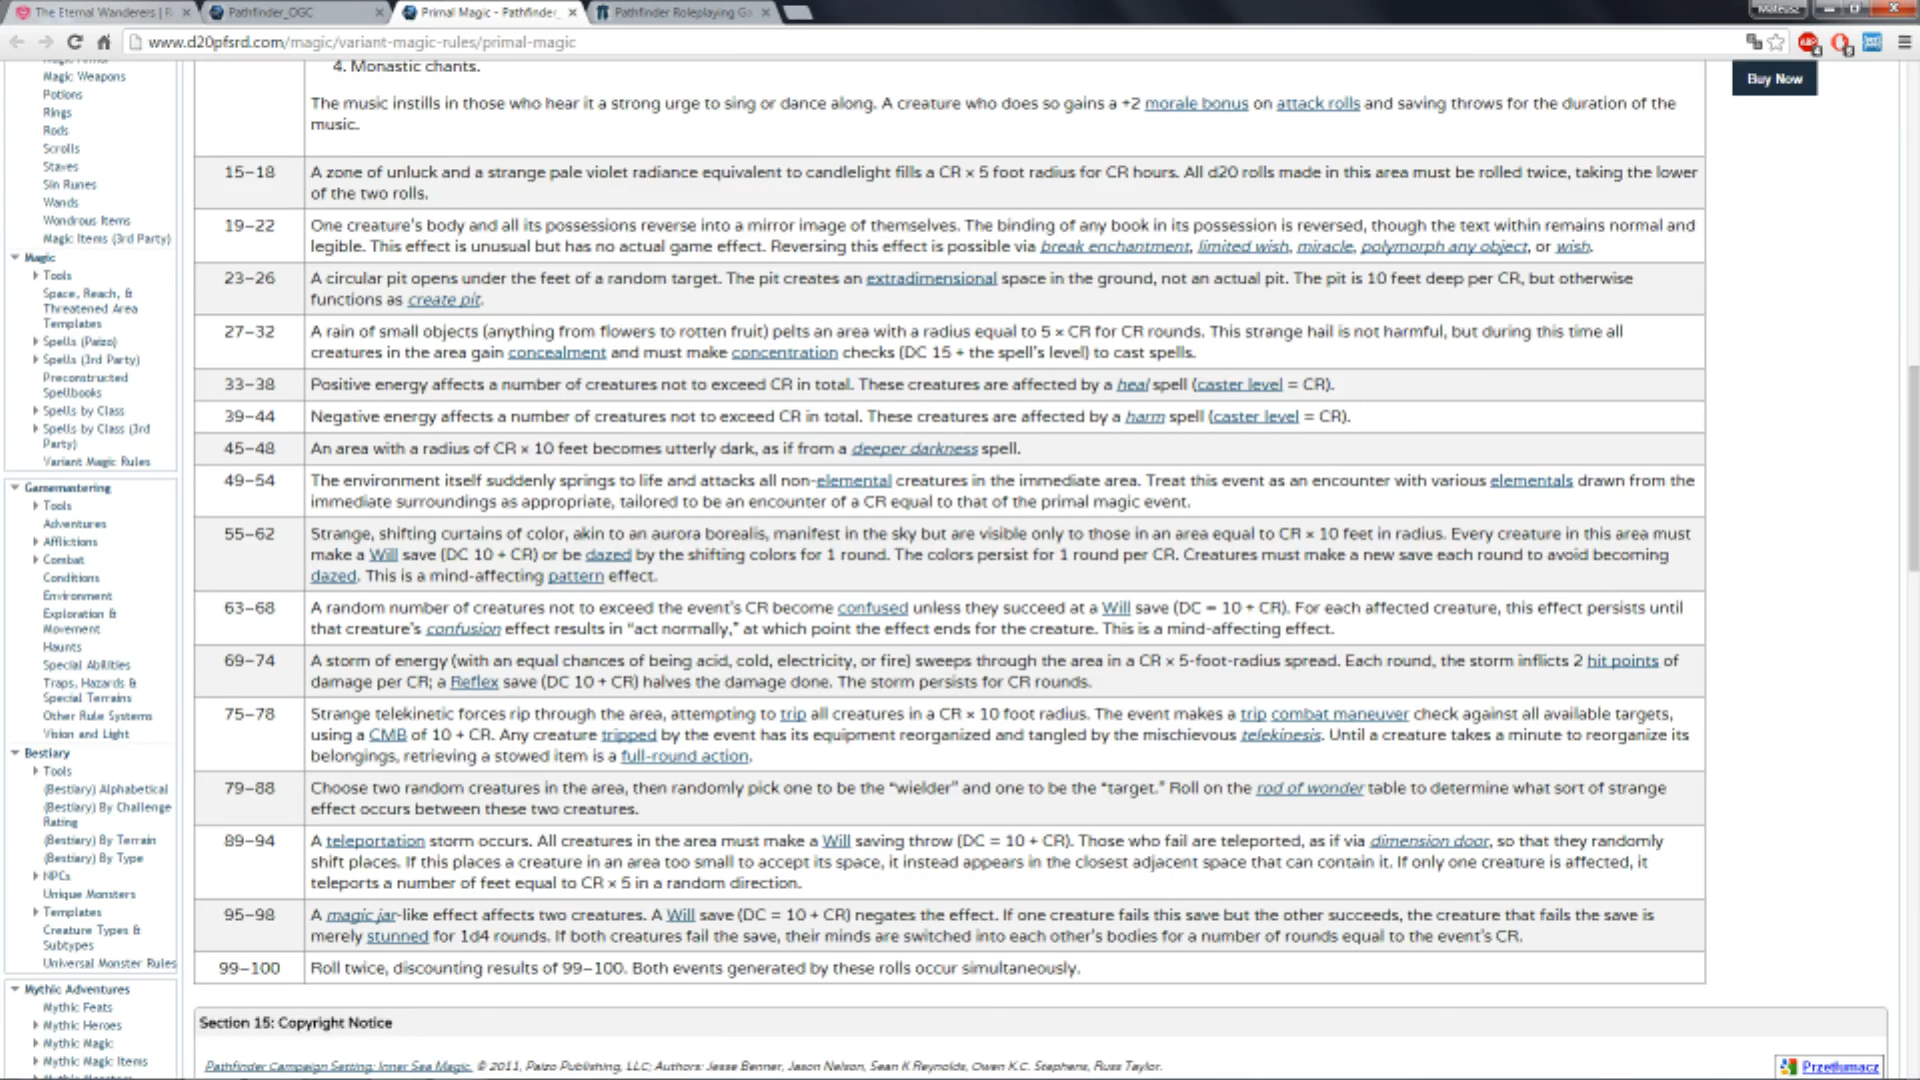 The Eternal Wanderers | R
Pathfinder_OGC
Primal Magic - Pathfinder_
Pathfinder Roleplaying Ga
Mateusz
www.d20pfsrd.com/magic/variant-magic-rules/primal-magic
Magic Weapons
Potions
Rings
Rods
Scrolls
Staves
Sin Runes
Wands
Wondrous Items
Magic Items (3rd Party)
Magic
Tools
Space, Reach, &
Threatened Area
Templates
Spells (Paizo)
Spells (3rd Party)
Preconstructed
Spellbooks
Spells by Class
Spells by Class (3rd
Party)
Variant Magic Rules
Gamemastering
Tools
Adventures
Afflictions
Combat
Conditions
Environment
Exploration &
Movement
Haunts
Special Abilities
Traps, Hazards &
Special Terrains
Other Rule Systems
Vision and Light
Bestiary
Tools
(Bestiary) Alphabetical
(Bestiary) By Challenge
Rating
(Bestiary) By Terrain
(Bestiary) By Type
NPCs
Unique Monsters
Templates
Creature Types &
Subtypes
Universal Monster Rules
Mythic Adventures
Mythic Feats
Mythic Heroes
Mythic Magic
Mythic Magic Items
4. Monastic chants.
The music instills in those who hear it a strong urge to sing or dance along. A creature who does so gains a +2 morale bonus on attack rolls and saving throws for the duration of the
music.
15–18 A zone of unluck and a strange pale violet radiance equivalent to candlelight fills a CR × 5 foot radius for CR hours. All d20 rolls made in this area must be rolled twice, taking the lower
of the two rolls.
19–22 One creature's body and all its possessions reverse into a mirror image of themselves. The binding of any book in its possession is reversed, though the text within remains normal and
legible. This effect is unusual but has no actual game effect. Reversing this effect is possible via break enchantment, limited wish, miracle, polymorph any object, or wish.
23–26 A circular pit opens under the feet of a random target. The pit creates an extradimensional space in the ground, not an actual pit. The pit is 10 feet deep per CR, but otherwise
functions as create pit.
27–32 A rain of small objects (anything from flowers to rotten fruit) pelts an area with a radius equal to 5 × CR for CR rounds. This strange hail is not harmful, but during this time all
creatures in the area gain concealment and must make concentration checks (DC 15 + the spell's level) to cast spells.
33–38 Positive energy affects a number of creatures not to exceed CR in total. These creatures are affected by a heal spell (caster level = CR).
39–44 Negative energy affects a number of creatures not to exceed CR in total. These creatures are affected by a harm spell (caster level = CR).
45–48 An area with a radius of CR × 10 feet becomes utterly dark, as if from a deeper darkness spell.
49–54 The environment itself suddenly springs to life and attacks all non-elemental creatures in the immediate area. Treat this event as an encounter with various elementals drawn from the
immediate surroundings as appropriate, tailored to be an encounter of a CR equal to that of the primal magic event.
55–62 Strange, shifting curtains of color, akin to an aurora borealis, manifest in the sky but are visible only to those in an area equal to CR × 10 feet in radius. Every creature in this area must
make a Will save (DC 10 + CR) or be dazed by the shifting colors for 1 round. The colors persist for 1 round per CR. Creatures must make a new save each round to avoid becoming
dazed. This is a mind-affecting pattern effect.
63–68 A random number of creatures not to exceed the event's CR become confused unless they succeed at a Will save (DC = 10 + CR). For each affected creature, this effect persists until
that creature's confusion effect results in "act normally," at which point the effect ends for the creature. This is a mind-affecting effect.
69–74 A storm of energy (with an equal chances of being acid, cold, electricity, or fire) sweeps through the area in a CR × 5-foot-radius spread. Each round, the storm inflicts 2 hit points of
damage per CR; a Reflex save (DC 10 + CR) halves the damage done. The storm persists for CR rounds.
75–78 Strange telekinetic forces rip through the area, attempting to trip all creatures in a CR × 10 foot radius. The event makes a trip combat maneuver check against all available targets,
using a CMB of 10 + CR. Any creature tripped by the event has its equipment reorganized and tangled by the mischievous telekinesis. Until a creature takes a minute to reorganize its
belongings, retrieving a stowed item is a full-round action.
79–88 Choose two random creatures in the area, then randomly pick one to be the "wielder" and one to be the "target." Roll on the rod of wonder table to determine what sort of strange
effect occurs between these two creatures.
89–94 A teleportation storm occurs. All creatures in the area must make a Will saving throw (DC = 10 + CR). Those who fail are teleported, as if via dimension door, so that they randomly
shift places. If this places a creature in an area too small to accept its space, it instead appears in the closest adjacent space that can contain it. If only one creature is affected, it
teleports a number of feet equal to CR × 5 in a random direction.
95–98 A magic jar-like effect affects two creatures. A Will save (DC = 10 + CR) negates the effect. If one creature fails this save but the other succeeds, the creature that fails the save is
merely stunned for 1d4 rounds. If both creatures fail the save, their minds are switched into each other's bodies for a number of rounds equal to the event's CR.
99–100 Roll twice, discounting results of 99–100. Both events generated by these rolls occur simultaneously.
Section 15: Copyright Notice
Pathfinder Campaign Setting: Inner Sea Magic. © 2011, Paizo Publishing, LLC; Authors: Jesse Benner, Jason Nelson, Sean K Reynolds, Owen K.C. Stephens, Russ Taylor.
Buy Now
Przetłumacz